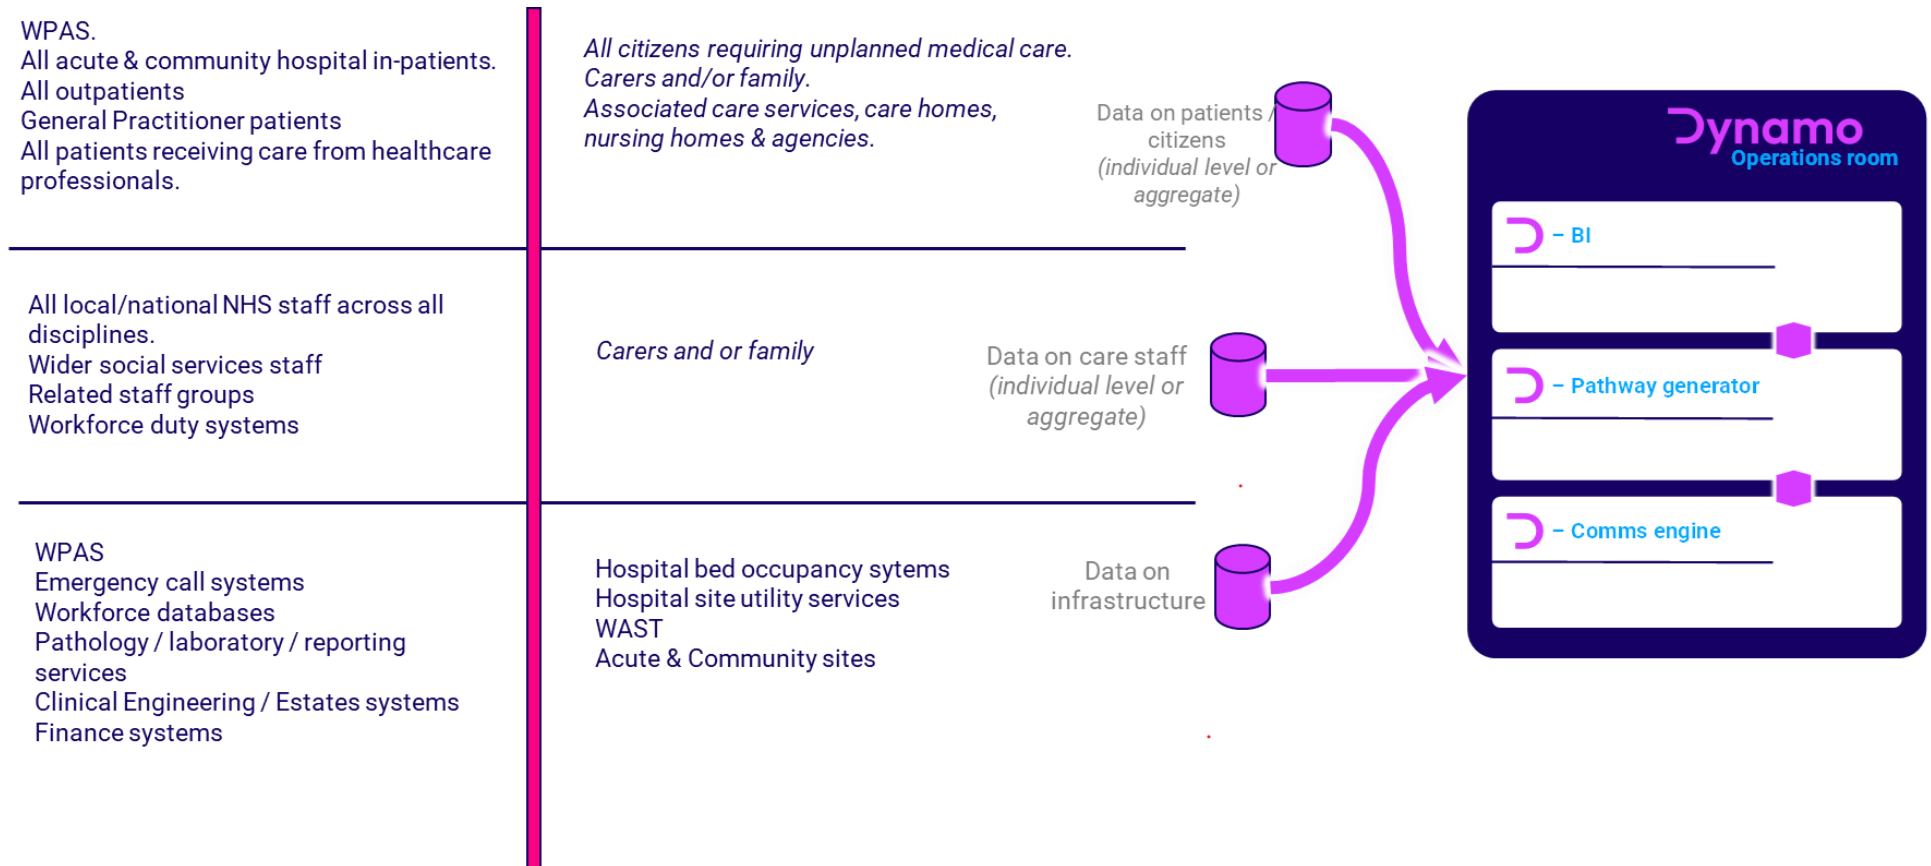 WPAS.
All acute & community hospital in-patients.
All outpatients
General Practitioner patients
All patients receiving care from healthcare
professionals.
All citizens requiring unplanned medical care.
Carers and/or family.
Associated care services, care homes,
nursing homes & agencies.
Data on patients /
citizens
(individual level or
aggregate)
All local/national NHS staff across all
disciplines.
Wider social services staff
Related staff groups
Workforce duty systems
Carers and or family
Data on care staff
(individual level or
aggregate)
WPAS
Emergency call systems
Workforce databases
Pathology / laboratory / reporting
services
Clinical Engineering / Estates systems
Finance systems
Hospital bed occupancy sytems
Hospital site utility services
WAST
Acute & Community sites
Data on
infrastructure
Dynamo
Operations room
D – BI
D – Pathway generator
D – Comms engine